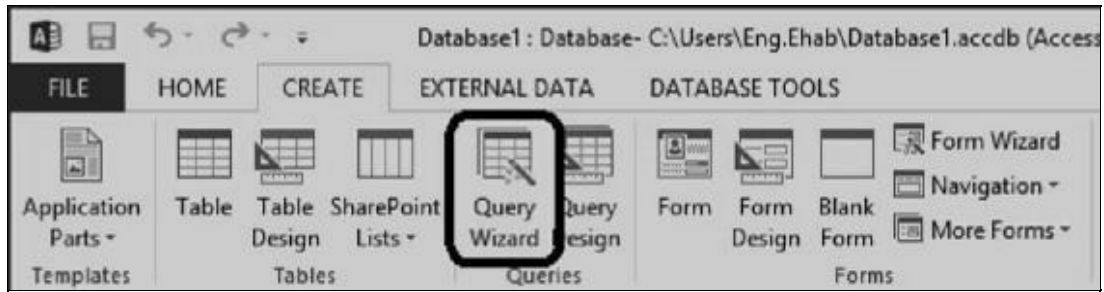 Database1 : Database- C:\Users\Eng.Ehab\Database1.accdb (Access
FILE HOME CREATE EXTERNAL DATA DATABASE TOOLS
Application Parts
Table
Table Design
SharePoint Lists
Query Wizard
Query Design
Form
Form Design
Blank Form
Form Wizard
Navigation
More Forms
Templates Tables Queries Forms